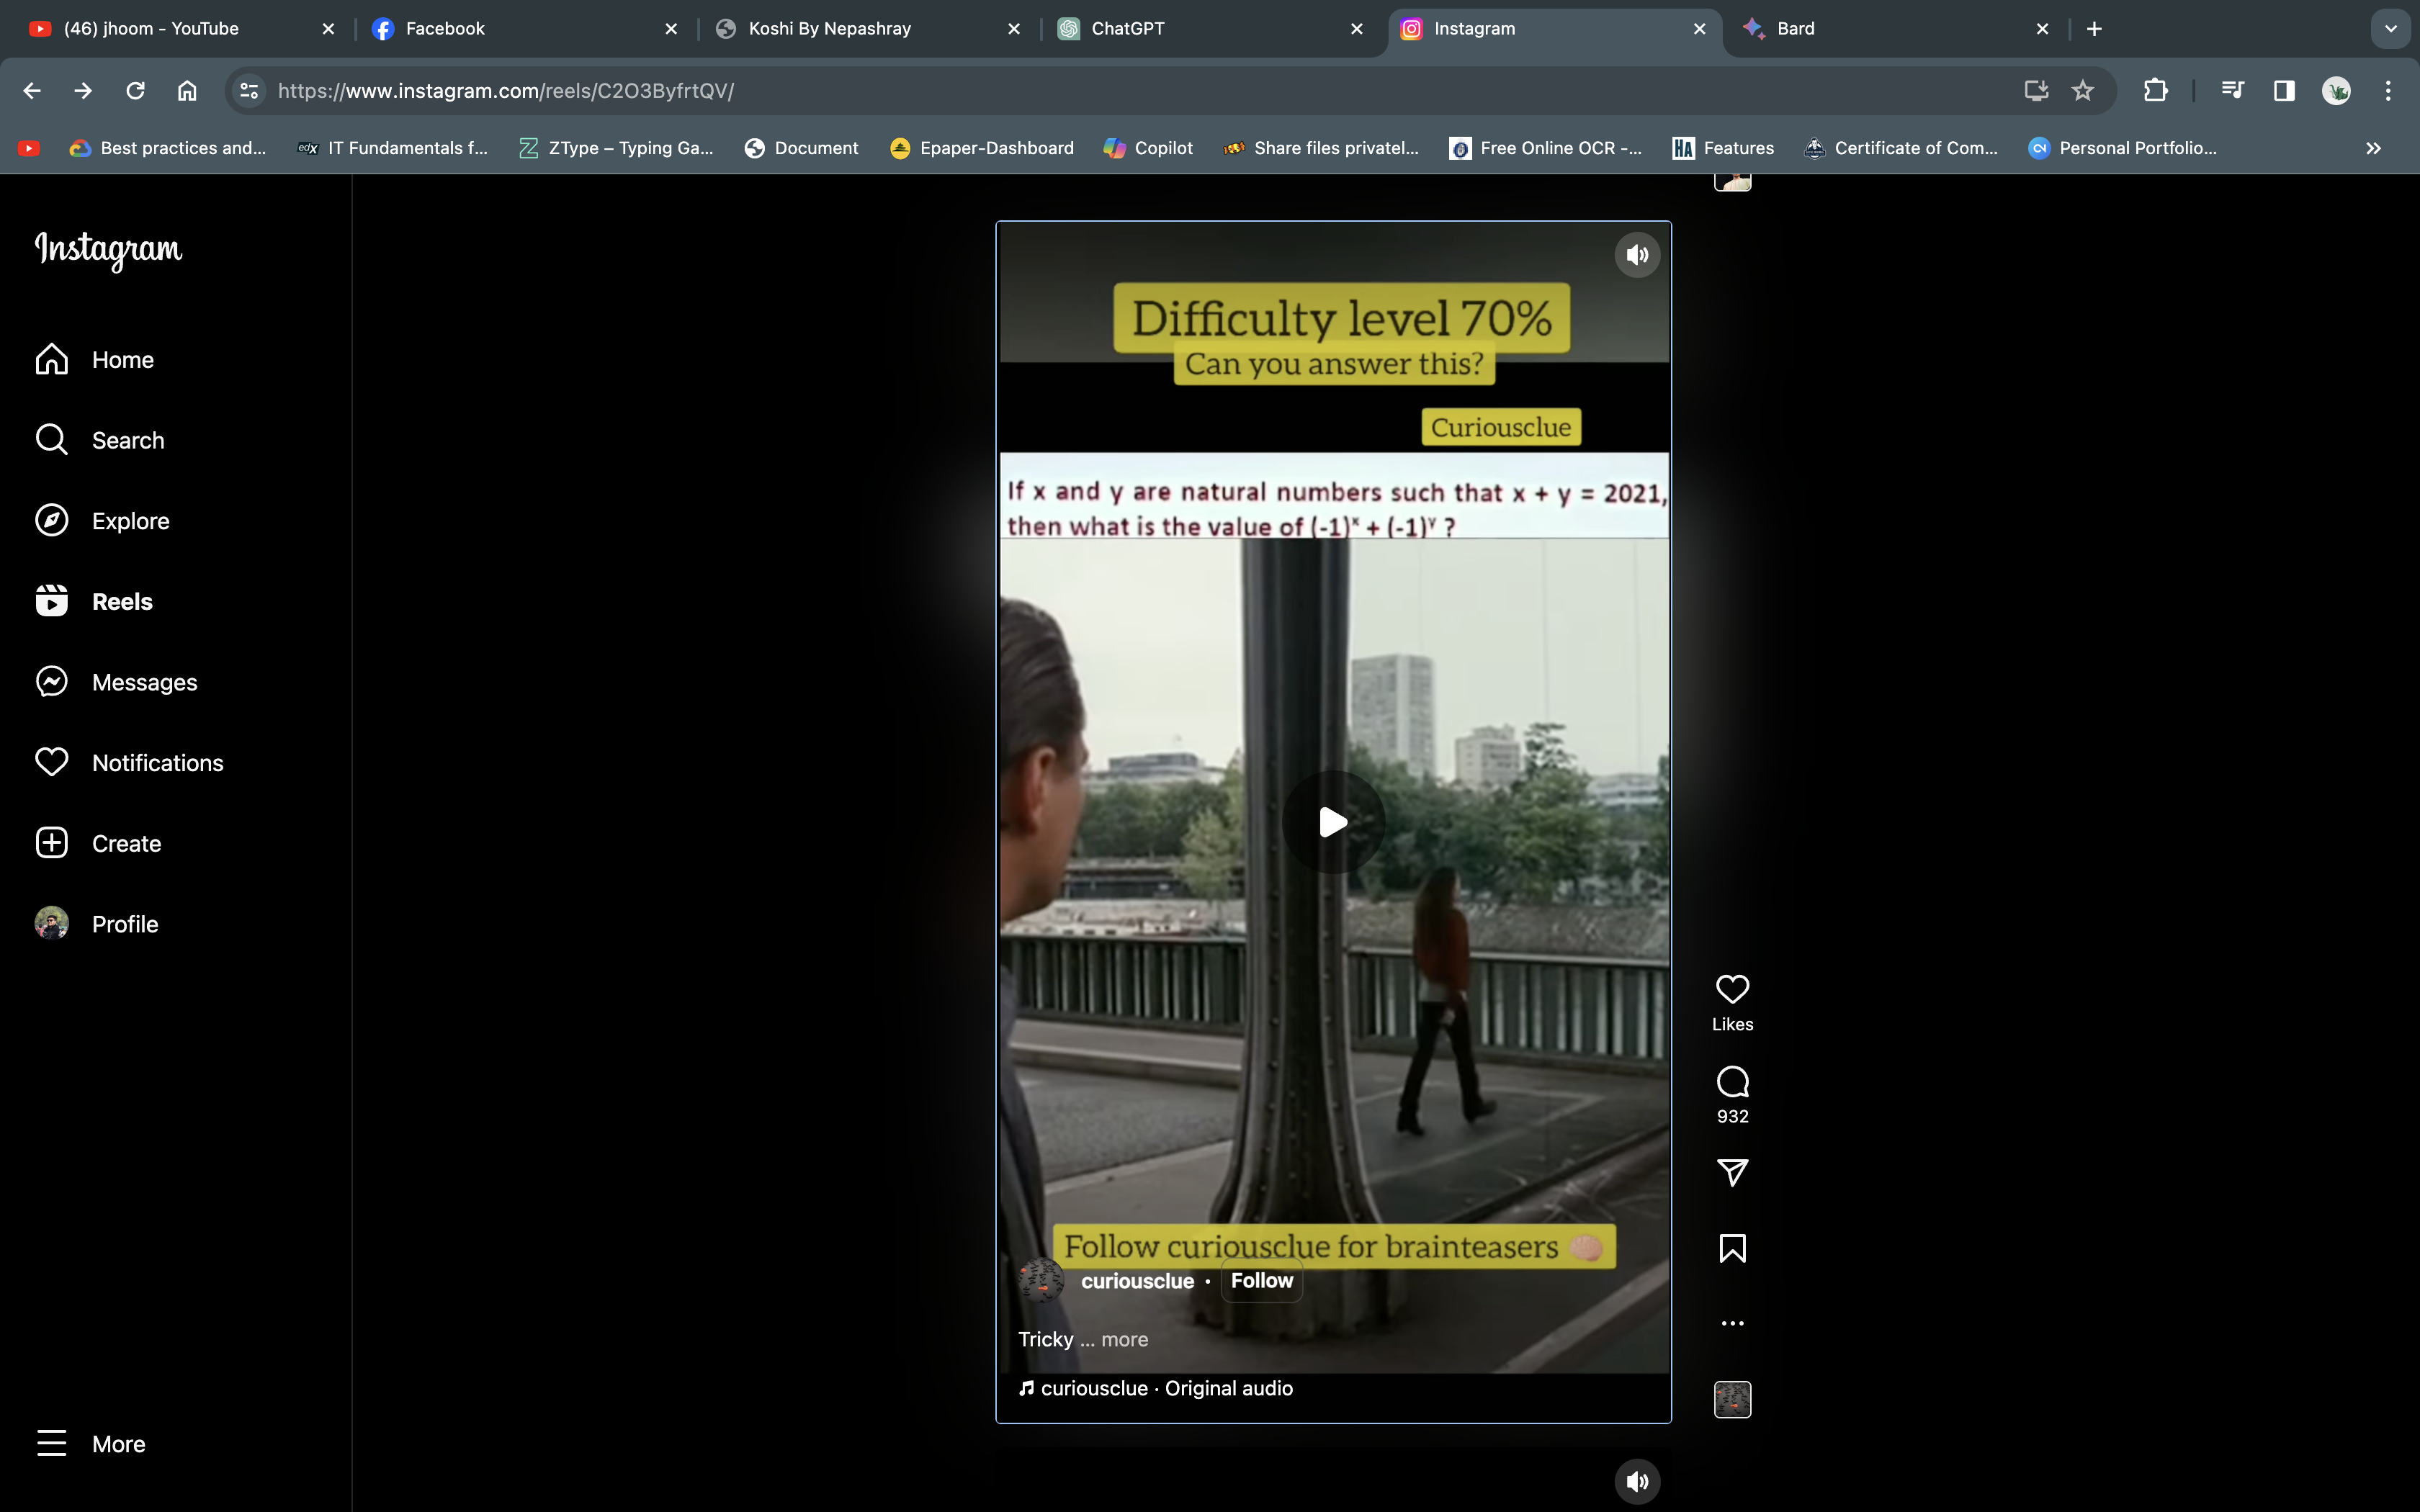 (46) jhoom - YouTube
Facebook
Koshi By Nepashray
ChatGPT
Instagram
Bard
https://www.instagram.com/reels/C2O3ByfrtQV/
Best practices and...
edX
IT Fundamentals f...
ZType – Typing Ga...
Document
Epaper-Dashboard
Copilot
Share files privatel...
Free Online OCR -...
HA
Features
Certificate of Com...
Personal Portfolio...
Instagram
Home
Search
Explore
Reels
Messages
Notifications
Create
Profile
More
Difficulty level 70%
Can you answer this?
Curiousclue
If x and y are natural numbers such that x + y = 2021,
then what is the value of (-1)ˣ + (-1)ʸ ?
Follow curiousclue for brainteasers 🧠
curiousclue • Follow
Tricky ... more
curiousclue · Original audio
Likes
932